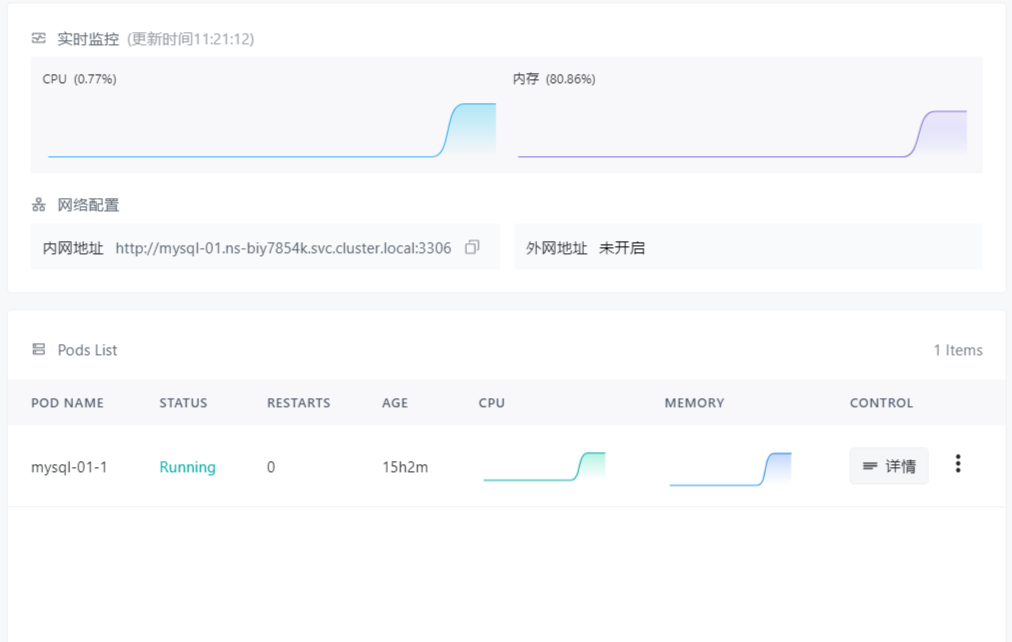 实时监控 (更新时间11:21:12)
CPU (0.77%)
内存 (80.86%)
网络配置
内网地址 http://mysql-01.ns-biy7854k.svc.cluster.local:3306
外网地址 未开启
Pods List
1 Items
POD NAME STATUS RESTARTS AGE CPU MEMORY CONTROL
mysql-01-1 Running 0 15h2m 详情